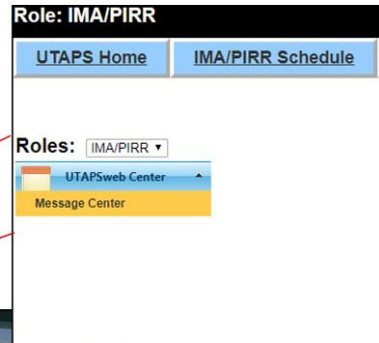 Role: IMA/PIRR
UTAPS Home IMA/PIRR Schedule
Roles: IMA/PIRR
UTAPSweb Center
Message Center